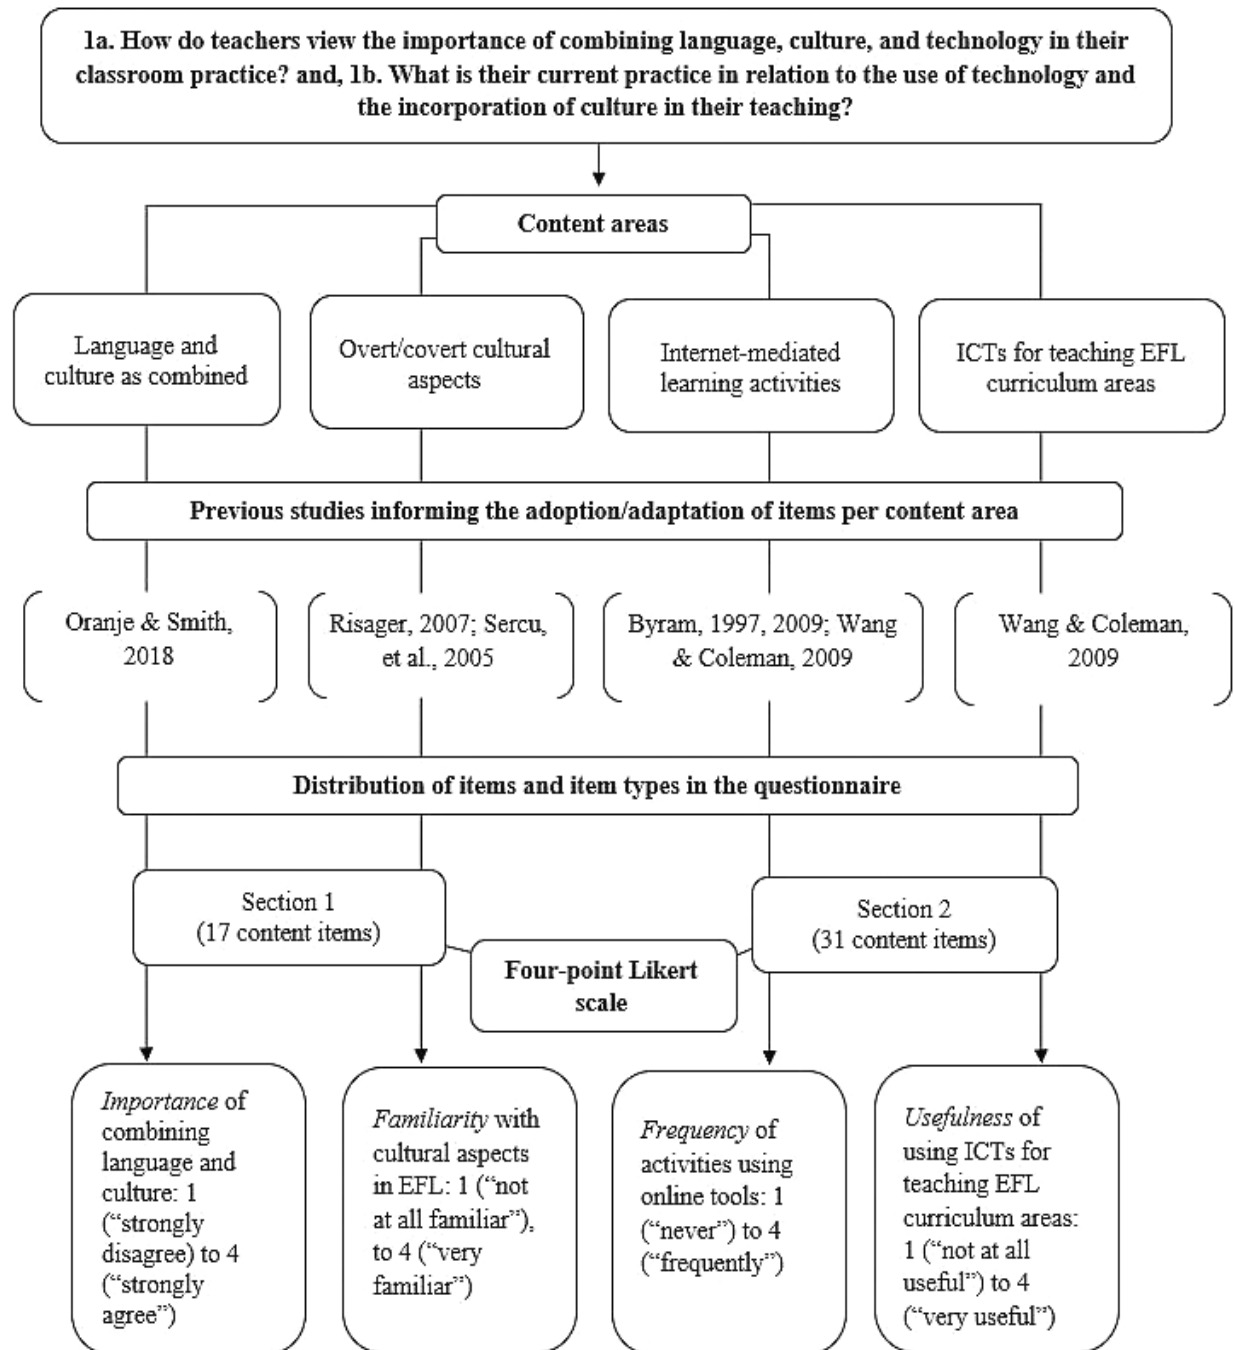 1a. How do teachers view the importance of combining language, culture, and technology in their
classroom practice? and, 1b. What is their current practice in relation to the use of technology and
the incorporation of culture in their teaching?
Content areas
Language and
culture as combined
Overt/covert cultural
aspects
Internet-mediated
learning activities
ICTs for teaching EFL
curriculum areas
Previous studies informing the adoption/adaptation of items per content area
Oranje & Smith,
2018
Risager, 2007; Sercu,
et al., 2005
Byram, 1997, 2009; Wang
& Coleman, 2009
Wang & Coleman,
2009
Distribution of items and item types in the questionnaire
Section 1
(17 content items)
Section 2
(31 content items)
Four-point Likert
scale
Importance of
combining
language and
culture: 1
(“strongly
disagree) to 4
(“strongly
agree”)
Familiarity with
cultural aspects
in EFL: 1 (“not
at all familiar”),
to 4 (“very
familiar”)
Frequency of
activities using
online tools: 1
(“never”) to 4
(“frequently”)
Usefulness of
using ICTs for
teaching EFL
curriculum areas:
1 (“not at all
useful”) to 4
(“very useful”)